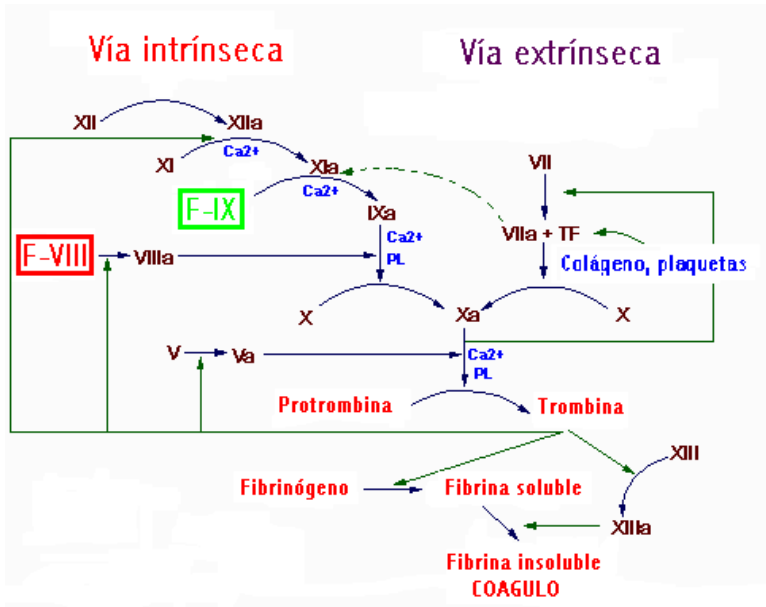 Vía intrínseca
Vía extrínseca
XII
XIIa
XI
Ca2+
XIa
VII
F-IX
Ca2+
IXa
VIIa + TF
F-VIII
VIIIa
Ca2+
PL
Colágeno, plaquetas
X
Xa
X
V
Va
Ca2+
PL
Protrombina
Trombina
XIII
Fibrinógeno
Fibrina soluble
XIIIa
Fibrina insoluble
COAGULO